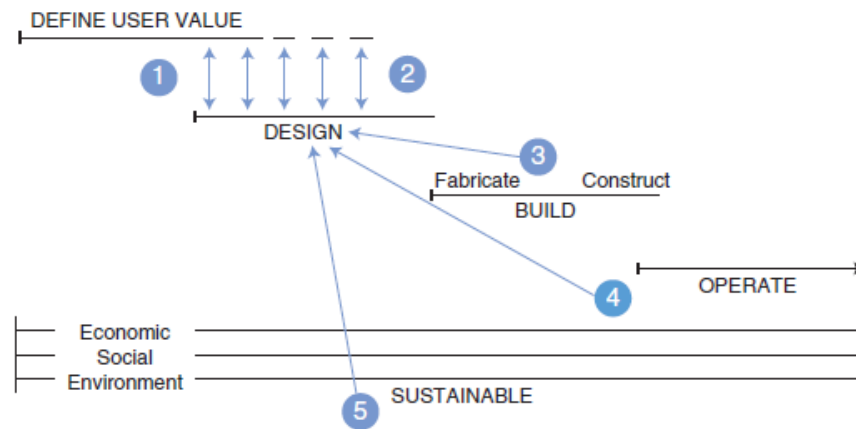 DEFINE USER VALUE
1
2
DESIGN
3
Fabricate Construct
BUILD
4
OPERATE
Economic
Social
Environment
SUSTAINABLE
5